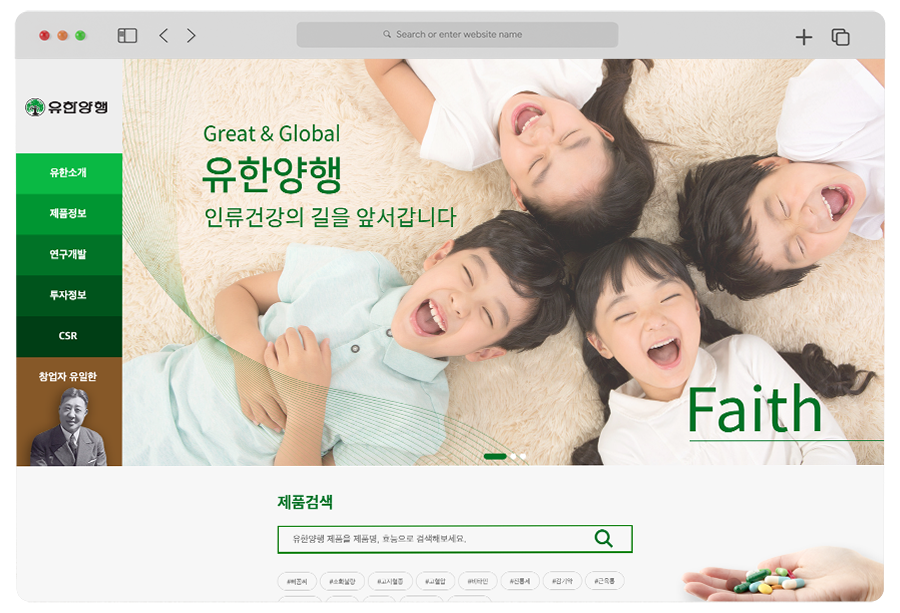 Search or enter website name
유한양행
유한소개
제품정보
연구개발
투자정보
CSR
창업자 유일한
Great & Global
유한양행
인류건강의 길을 앞서갑니다
Faith
제품검색
유한양행 제품을 제품명, 효능으로 검색해보세요.
#삐콤씨 #소화불량 #고지혈증 #고혈압 #비타민 #진통제 #감기약 #근육통